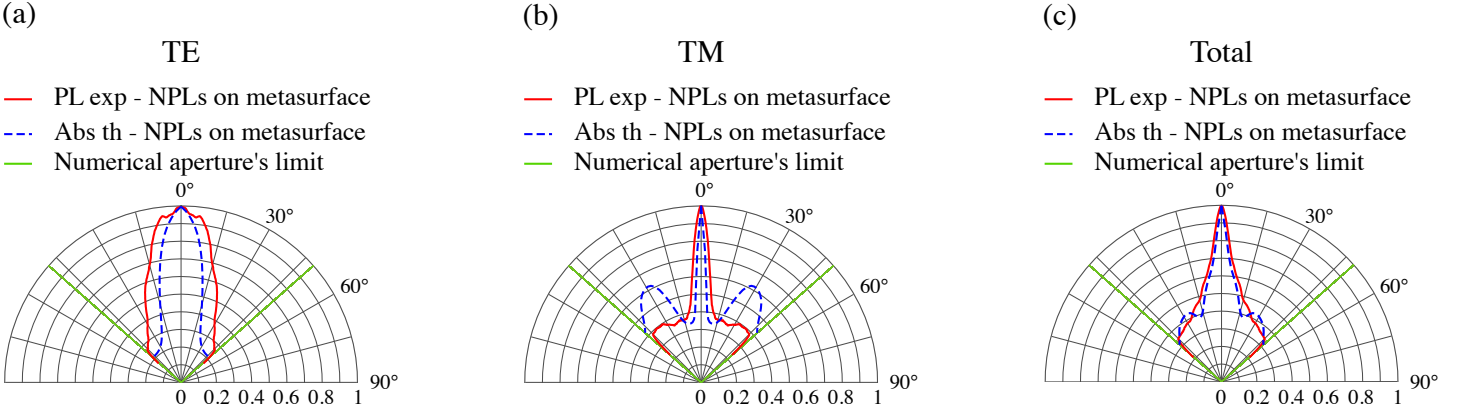 (a)
TE
PL exp - NPLs on metasurface
Abs th - NPLs on metasurface
Numerical aperture's limit
0°
30°
60°
90°
0 0.2 0.4 0.6 0.8 1
(b)
TM
PL exp - NPLs on metasurface
Abs th - NPLs on metasurface
Numerical aperture's limit
0°
30°
60°
90°
0 0.2 0.4 0.6 0.8 1
(c)
Total
PL exp - NPLs on metasurface
Abs th - NPLs on metasurface
Numerical aperture's limit
0°
30°
60°
90°
0 0.2 0.4 0.6 0.8 1